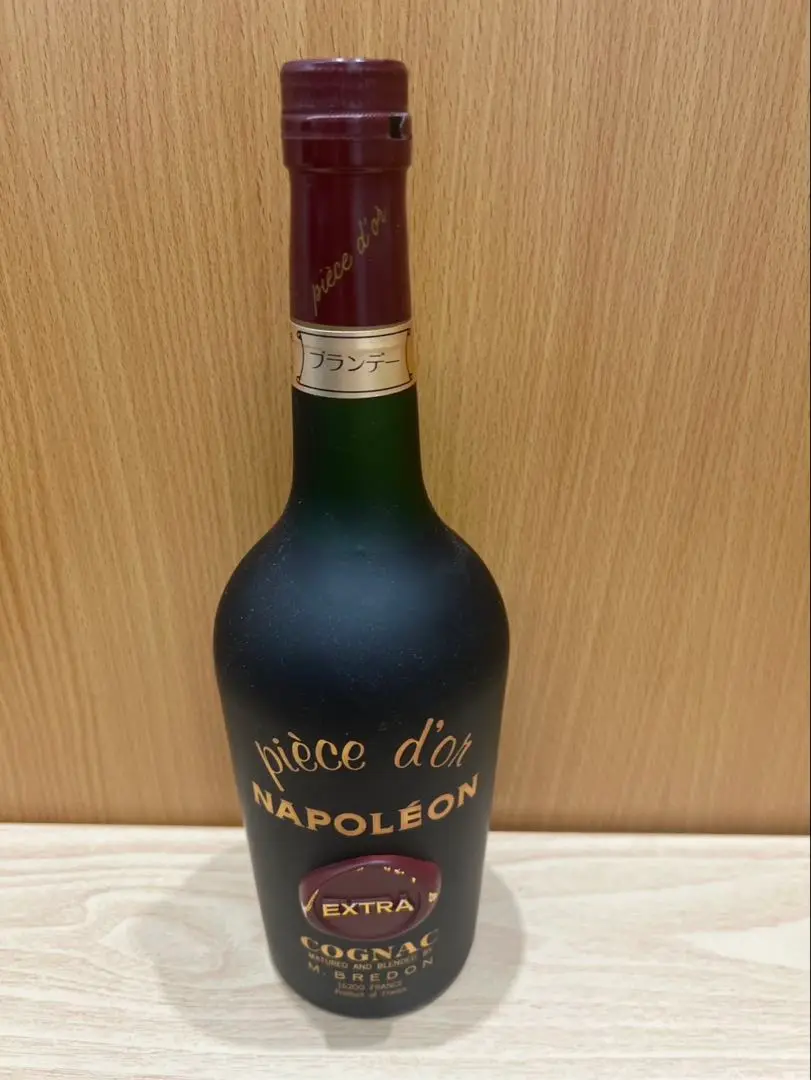 pièce d'or
ブランデー
pièce d'or
NAPOLÉON
EXTRA
COGNAC
MATURED AND BLENDED BY
M. BREDON
16200 FRANCE
Product of France